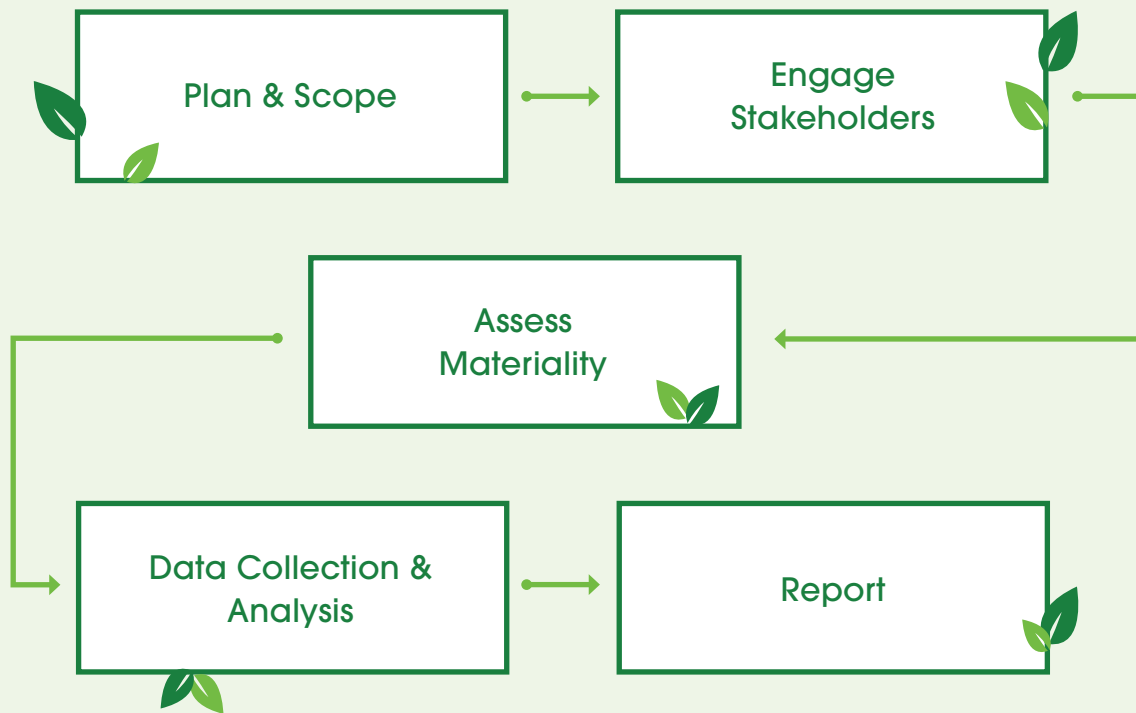 Plan & Scope
Engage
Stakeholders
Assess
Materiality
Data Collection &
Analysis
Report